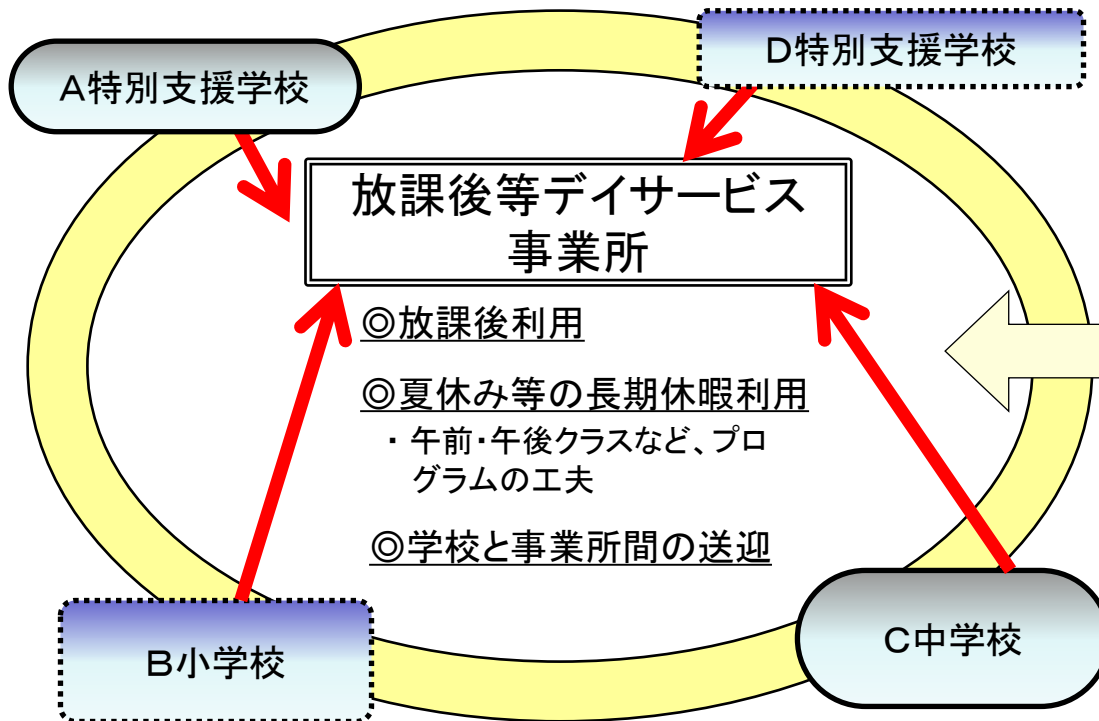 A特別支援学校
D特別支援学校
放課後等デイサービス
事業所
◎放課後利用
◎夏休み等の長期休暇利用
・ 午前・午後クラスなど、プロ
グラムの工夫
◎学校と事業所間の送迎
B小学校
C中学校